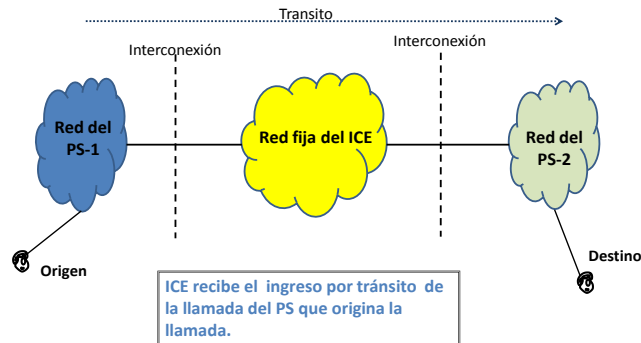 Transito
Interconexión
Interconexión
Red del
PS-1
Red fija del ICE
Red del
PS-2
Origen
Destino
ICE recibe el ingreso por tránsito de
la llamada del PS que origina la
llamada.